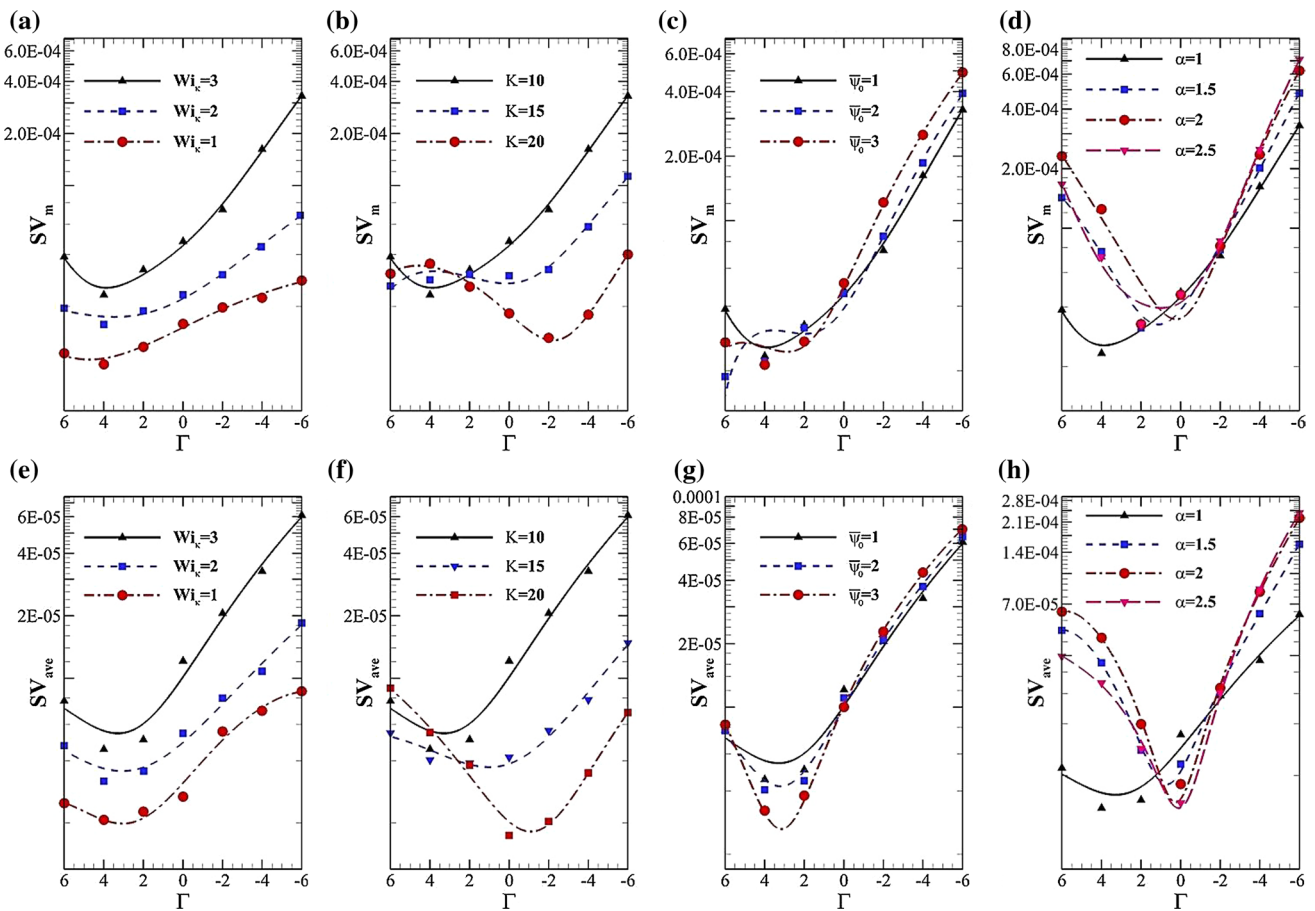 (a)
6.0E-04
4.0E-04
2.0E-04
SVm
Wiκ=3
Wiκ=2
Wiκ=1
6 4 2 0 -2 -4 -6
Γ
(b)
6.0E-04
4.0E-04
2.0E-04
SVm
K=10
K=15
K=20
6 4 2 0 -2 -4 -6
Γ
(c)
6.0E-04
4.0E-04
2.0E-04
SVm
ψ̅0=1
ψ̅0=2
ψ̅0=3
6 4 2 0 -2 -4 -6
Γ
(d)
8.0E-04
6.0E-04
4.0E-04
2.0E-04
SVm
α=1
α=1.5
α=2
α=2.5
6 4 2 0 -2 -4 -6
Γ
(e)
6E-05
4E-05
2E-05
SVave
Wiκ=3
Wiκ=2
Wiκ=1
6 4 2 0 -2 -4 -6
Γ
(f)
6E-05
4E-05
2E-05
SVave
K=10
K=15
K=20
6 4 2 0 -2 -4 -6
Γ
(g)
0.0001
8E-05
6E-05
4E-05
2E-05
SVave
ψ̅0=1
ψ̅0=2
ψ̅0=3
6 4 2 0 -2 -4 -6
Γ
(h)
2.8E-04
2.1E-04
1.4E-04
7.0E-05
SVave
α=1
α=1.5
α=2
α=2.5
6 4 2 0 -2 -4 -6
Γ